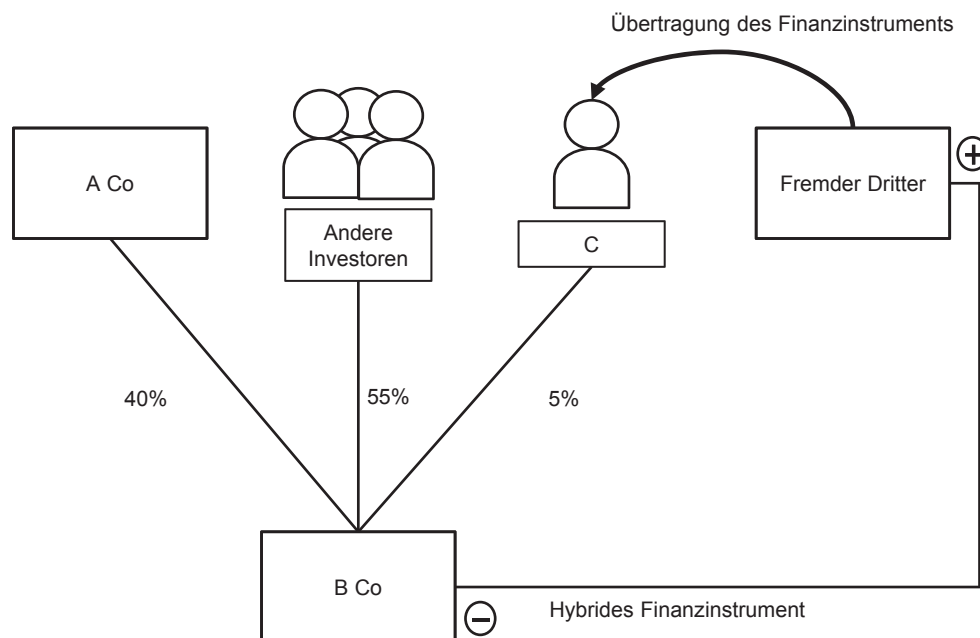 Übertragung des Finanzinstruments
A Co
Andere
Investoren
C
Fremder Dritter
+
40%
55%
5%
B Co
−
Hybrides Finanzinstrument